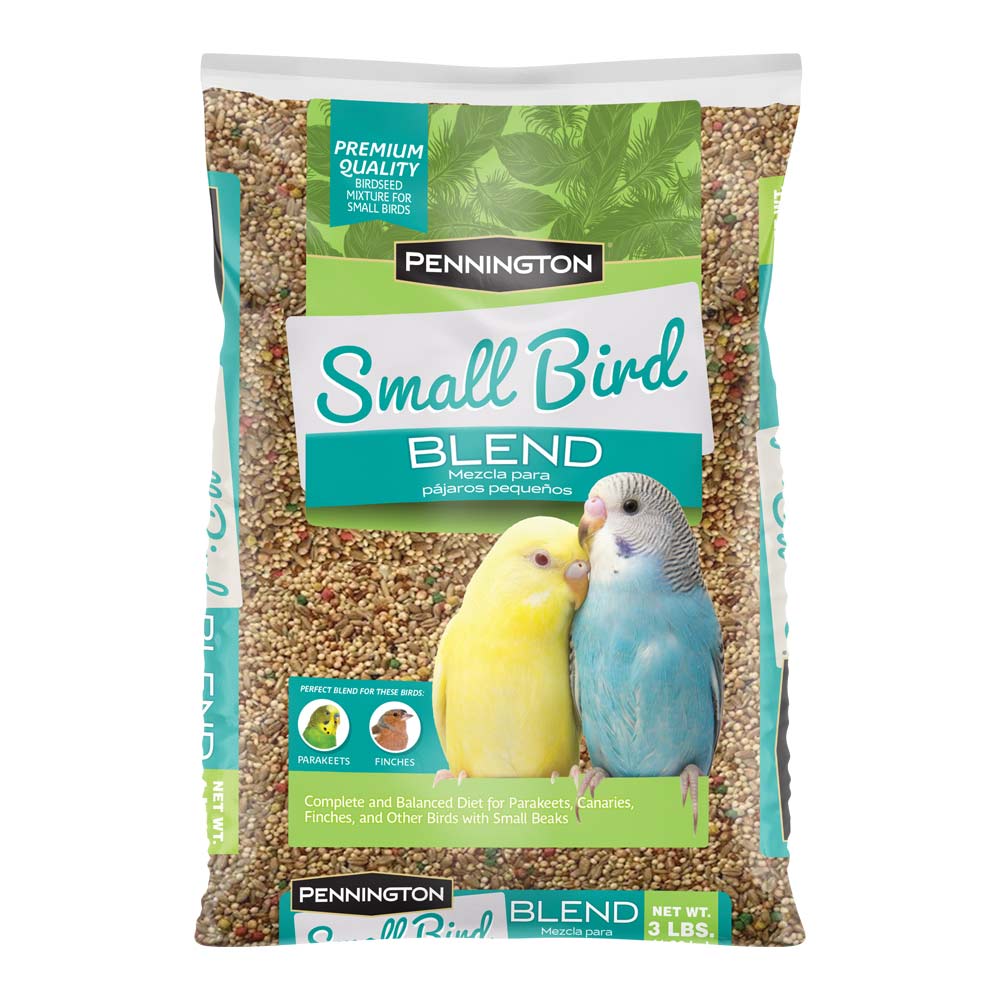 PREMIUM
QUALITY
BIRDSEED
MIXTURE FOR
SMALL BIRDS
PENNINGTON
Small Bird
BLEND
Mezcla para
pájaros pequeños
PERFECT BLEND FOR THESE BIRDS:
PARAKEETS
FINCHES
Complete and Balanced Diet for Parakeets, Canaries,
Finches, and Other Birds with Small Beaks
PENNINGTON
Small Bird
BLEND
Mezcla para
NET WT.
3 LBS.
BLEND
NET WT.